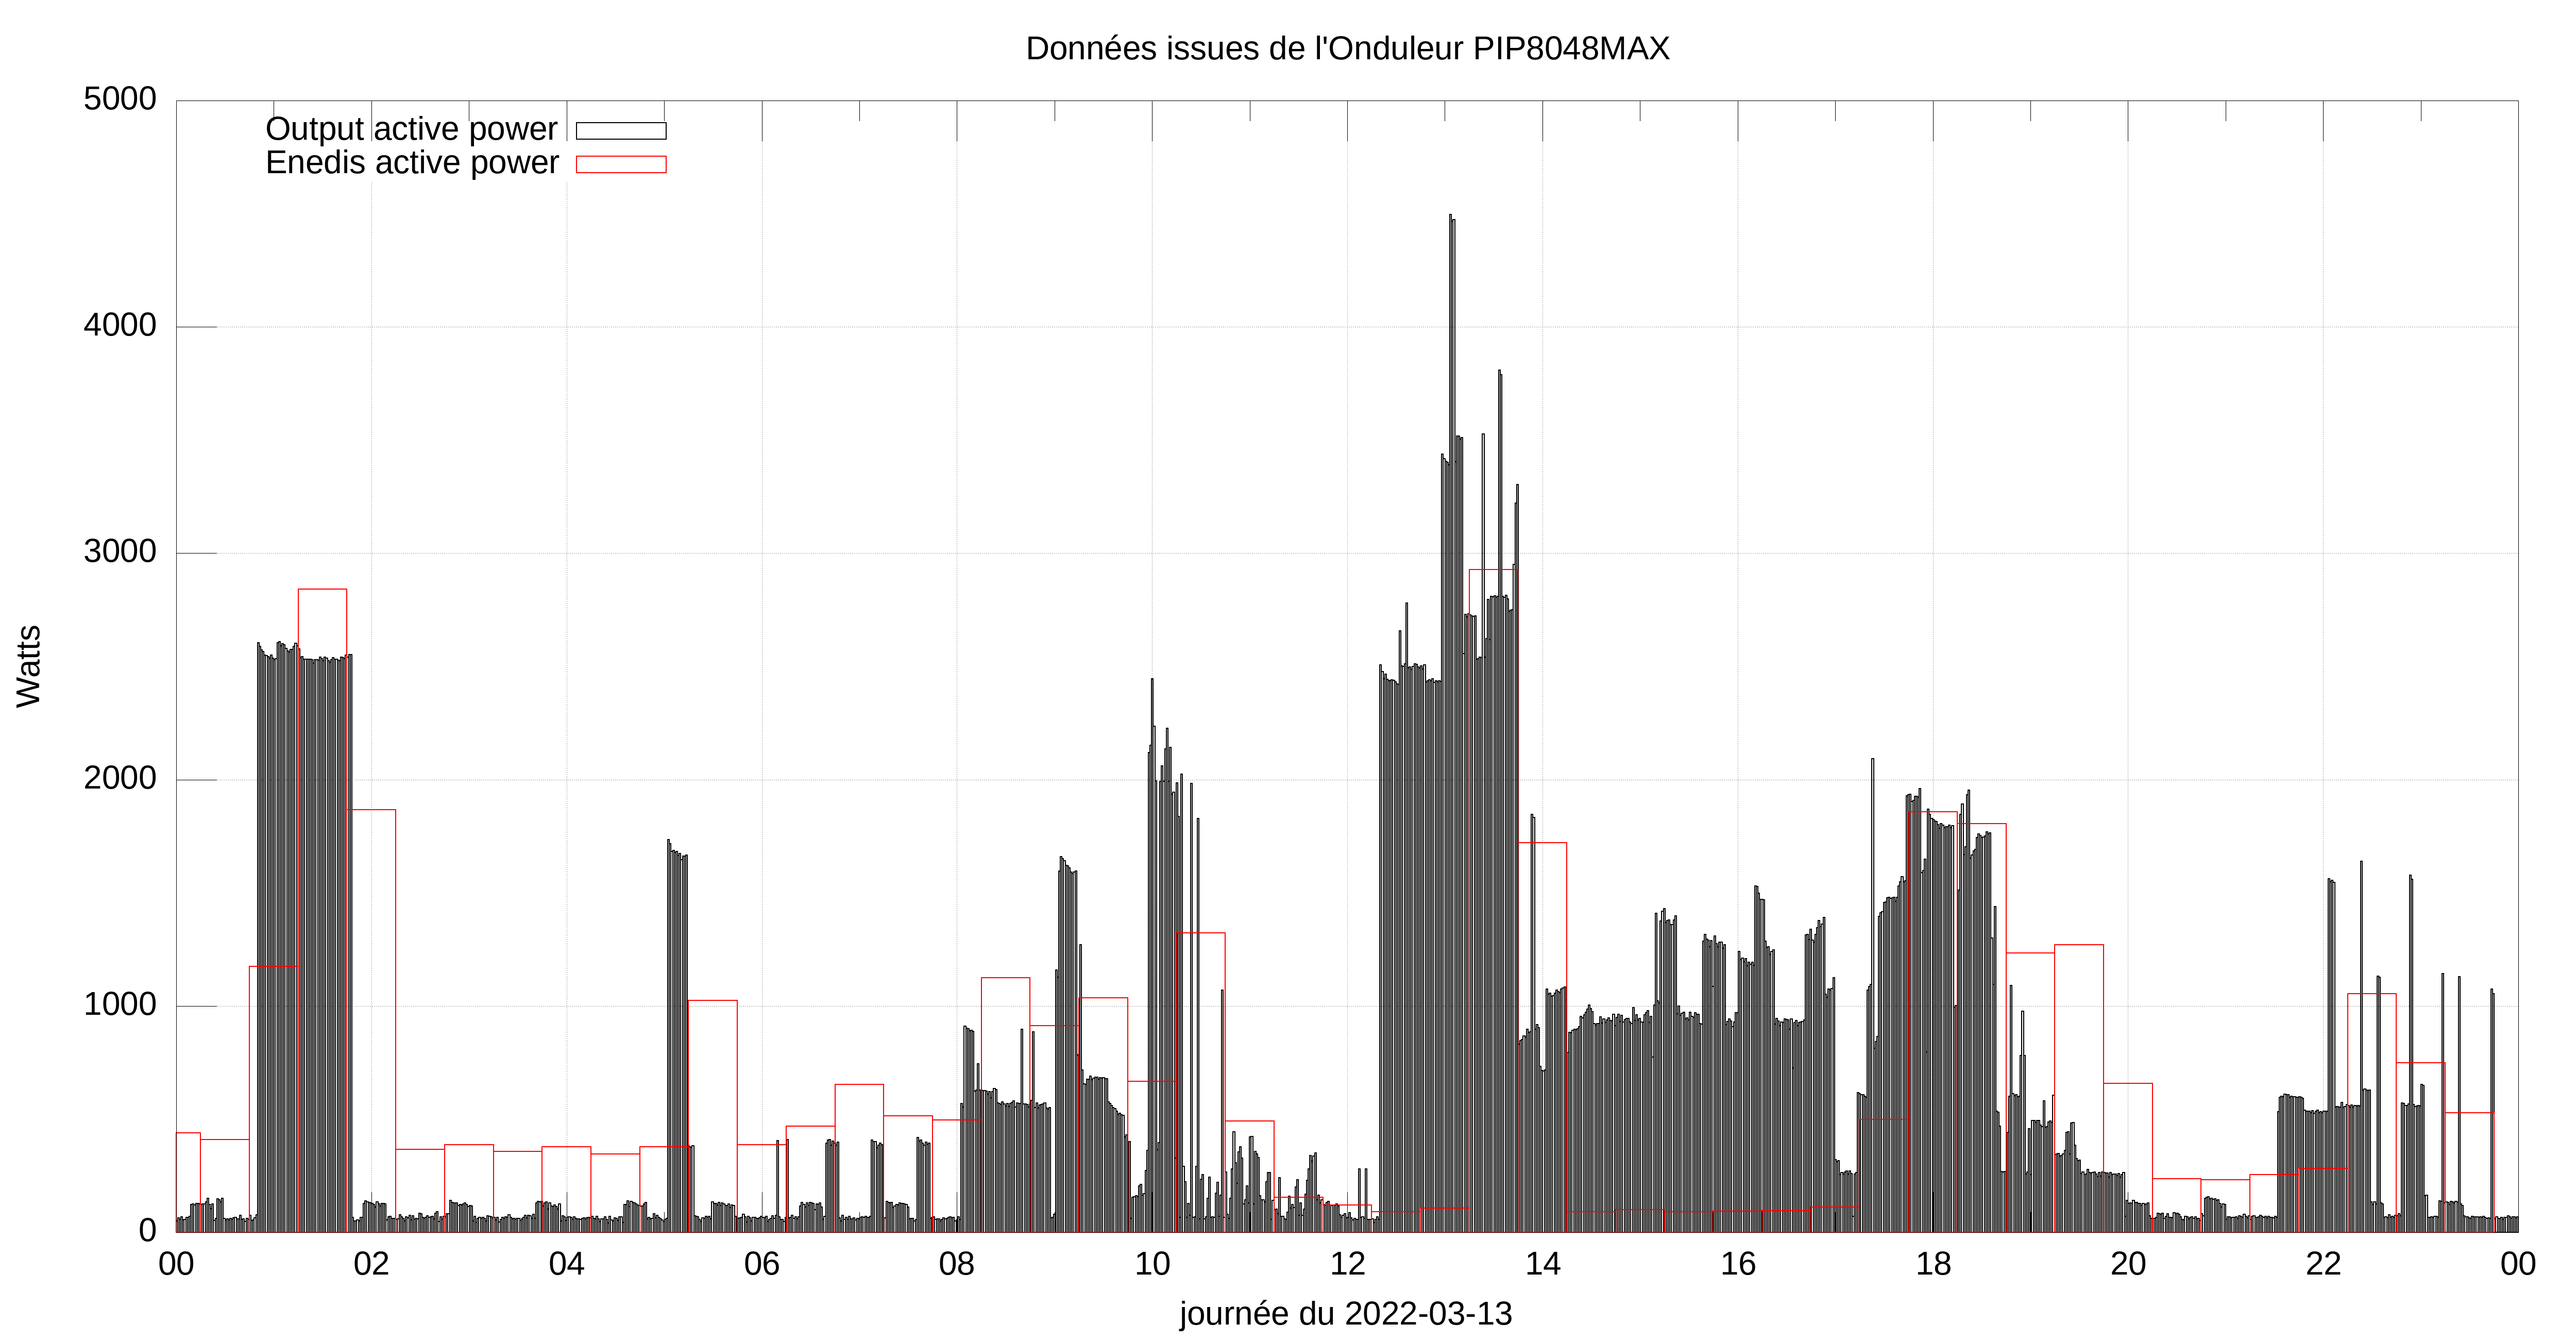 Données issues de l'Onduleur PIP8048MAX
5000
Output active power
Enedis active power
4000
3000
Watts
2000
1000
0
00 02 04 06 08 10 12 14 16 18 20 22 00
journée du 2022-03-13